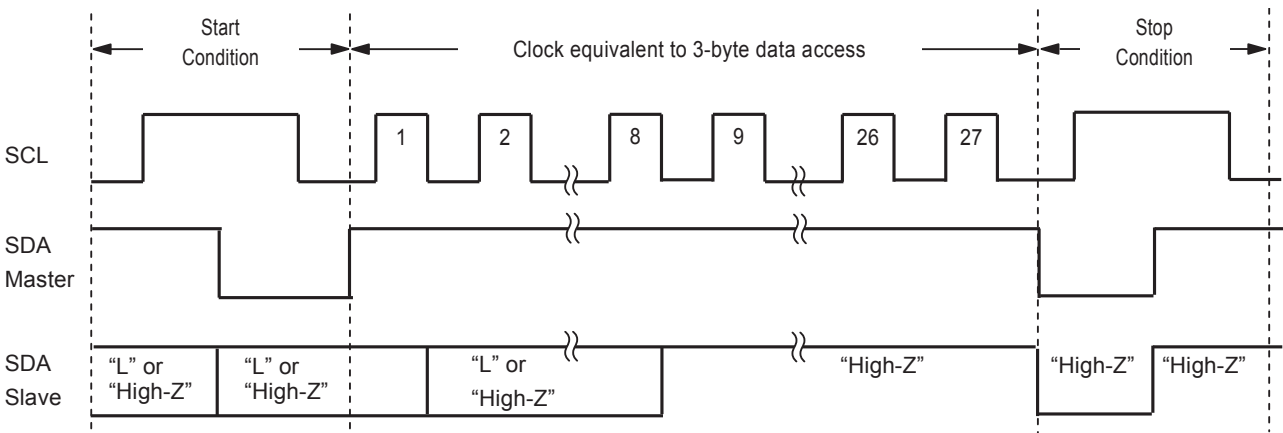 Start
Condition
Clock equivalent to 3-byte data access
Stop
Condition
SCL
1
2
8
9
26
27
SDA
Master
SDA
Slave
“L” or
“High-Z”
“L” or
“High-Z”
“L” or
“High-Z”
“High-Z”
“High-Z”
“High-Z”